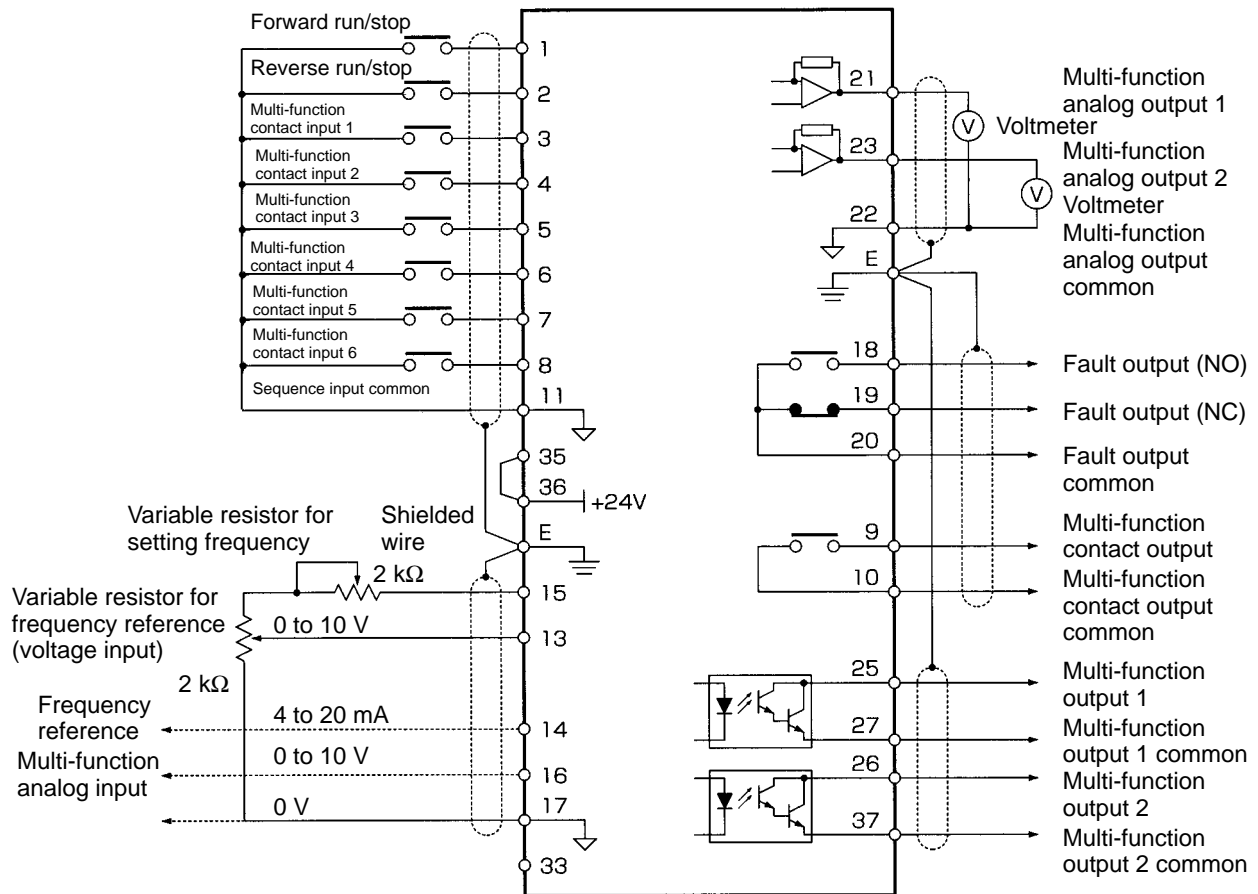 Forward run/stop
1
Reverse run/stop
2
Multi-function
contact input 1
3
Multi-function
contact input 2
4
Multi-function
contact input 3
5
Multi-function
contact input 4
6
Multi-function
contact input 5
7
Multi-function
contact input 6
8
Sequence input common
11
35
36
+24V
E
Variable resistor for
setting frequency
Shielded
wire
2 kΩ
15
Variable resistor for
frequency reference
(voltage input)
0 to 10 V
13
2 kΩ
Frequency
reference
4 to 20 mA
14
Multi-function
analog input
0 to 10 V
16
0 V
17
33
21
Multi-function
analog output 1
V
Voltmeter
23
Multi-function
analog output 2
V
Voltmeter
22
Multi-function
analog output
common
E
18
Fault output (NO)
19
Fault output (NC)
20
Fault output
common
9
Multi-function
contact output
10
Multi-function
contact output
common
25
Multi-function
output 1
27
Multi-function
output 1 common
26
Multi-function
output 2
37
Multi-function
output 2 common